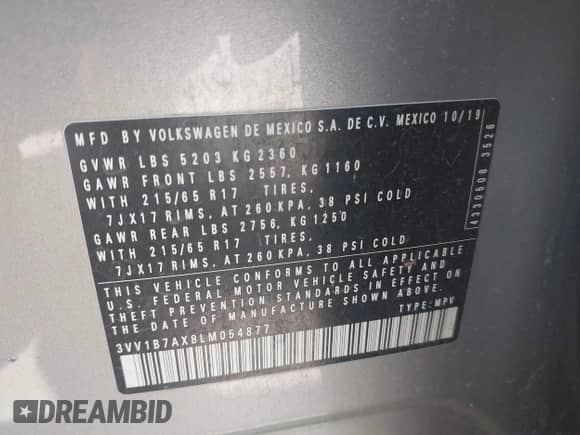 MFD BY VOLKSWAGEN DE MEXICO S.A. DE C.V. MEXICO 10/19
GVWR LBS 5203 KG 2360
GAWR FRONT LBS 2557, KG 1160
WITH 215/65 R17 TIRES,
7JX17 RIMS, AT 260KPA, 38 PSI COLD
GAWR REAR LBS 2756, KG 1250
WITH 215/65 R17 TIRES,
7JX17 RIMS, AT 260KPA, 38 PSI COLD
THIS VEHICLE CONFORMS TO ALL APPLICABLE
U.S. FEDERAL MOTOR VEHICLE SAFETY AND
THEFT PREVENTION STANDARDS IN EFFECT ON
THE DATE OF MANUFACTURE SHOWN ABOVE.
3VV1B7AX8LM054877 TYPE: MPV
4330508 3526
DREAMBID